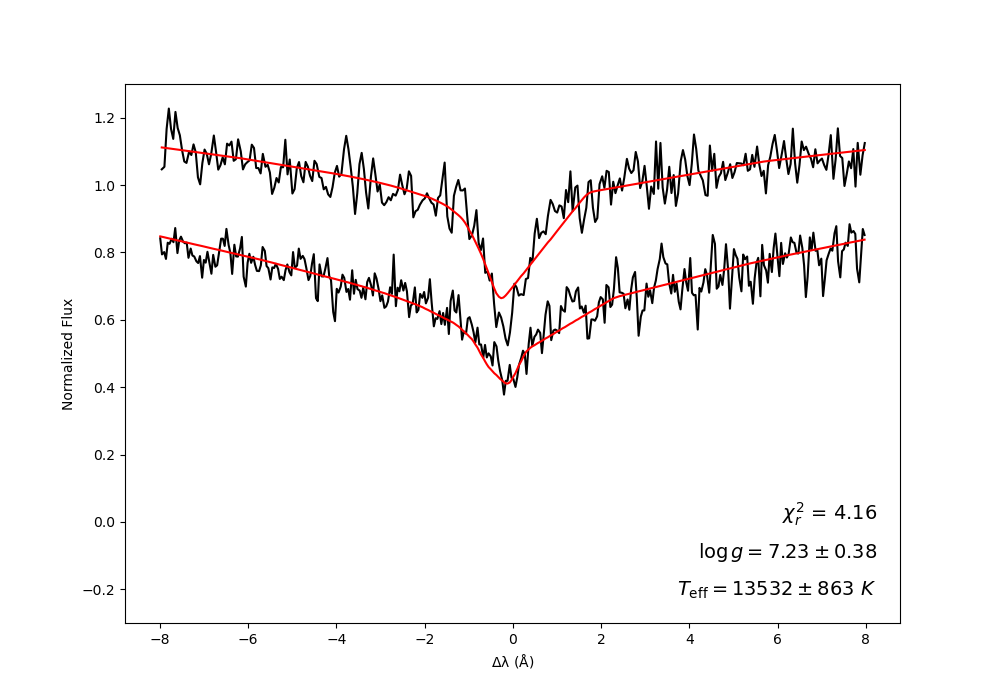 1.2
1.0
0.8
0.6
0.4
0.2
0.0
−0.2
Normalized Flux
χ²ᵣ = 4.16
log g = 7.23 ± 0.38
T_eff = 13532 ± 863 K
−8 −6 −4 −2 0 2 4 6 8
Δλ (Å)